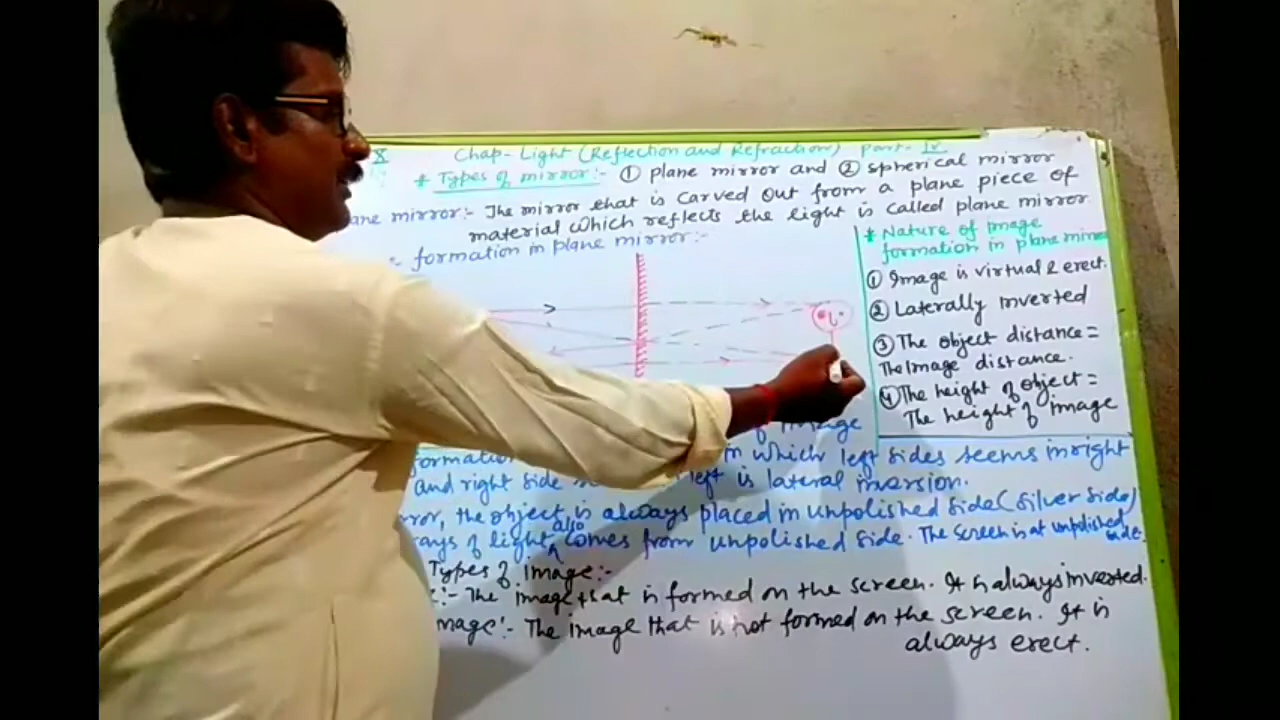 X
Chap- Light (Reflection and Refraction) Part- IV
* Types of mirror:- ① plane mirror and ② spherical mirror
ane mirror:- The mirror that is carved out from a plane piece of
material which reflects the light is called plane mirror
:- formation in plane mirror:-
* Nature of image
formation in plane mirro
① Image is virtual & erect.
② Laterally inverted
③ The object distance =
The Image distance.
④ The height of object =
The height of image
of image
formation in which left sides seems in right
and right side left is lateral inversion.
rror, the object is always placed in unpolished side (silver side)
rays of light also comes from unpolished side. The screen is at unpolished side.
Types of image:-
e:- The image that is formed on the screen. It is always inverted.
mage:- The image that is not formed on the screen. It is
always erect.